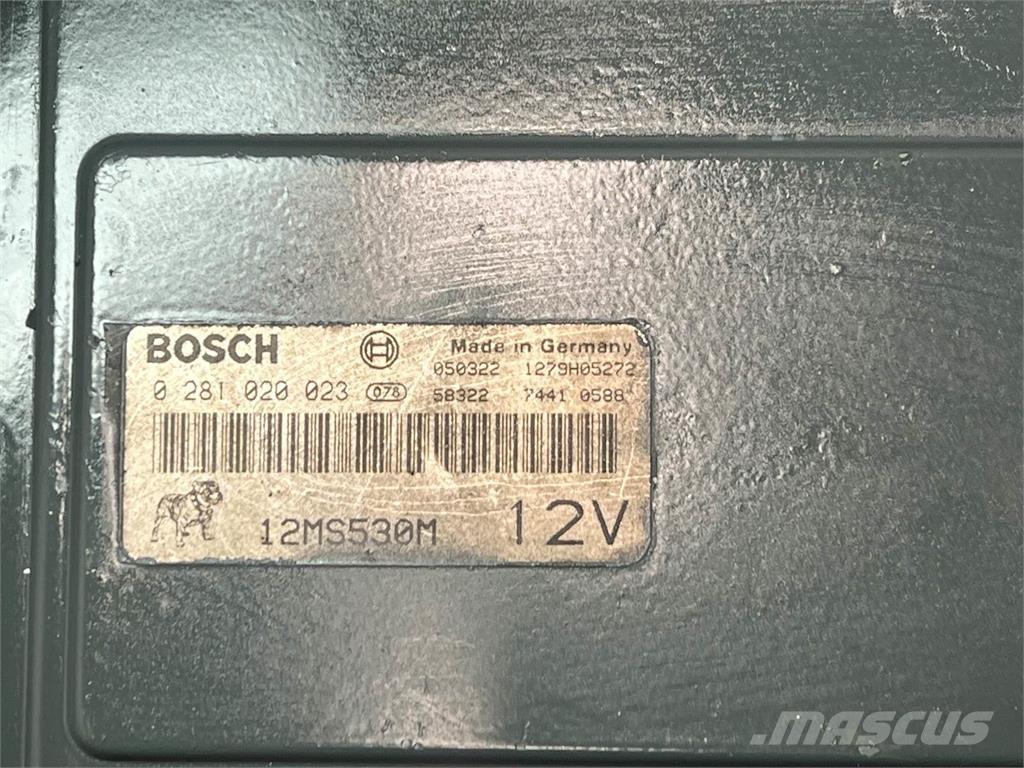 BOSCH
Made in Germany
050322 1279H05272
0 281 020 023 078 58322 7441 0588
12MS530M 12V
MASCUS